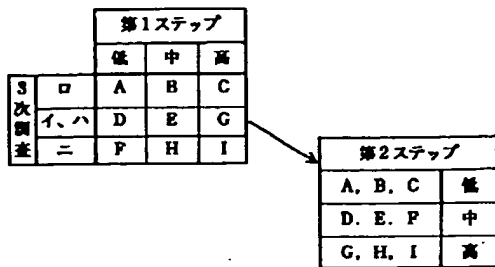 第1ステップ
低 中 高
3次調査
ロ A B C
イ、ハ D E G
ニ F H I
第2ステップ
A, B, C 低
D. E. F 中
G, H, I 高